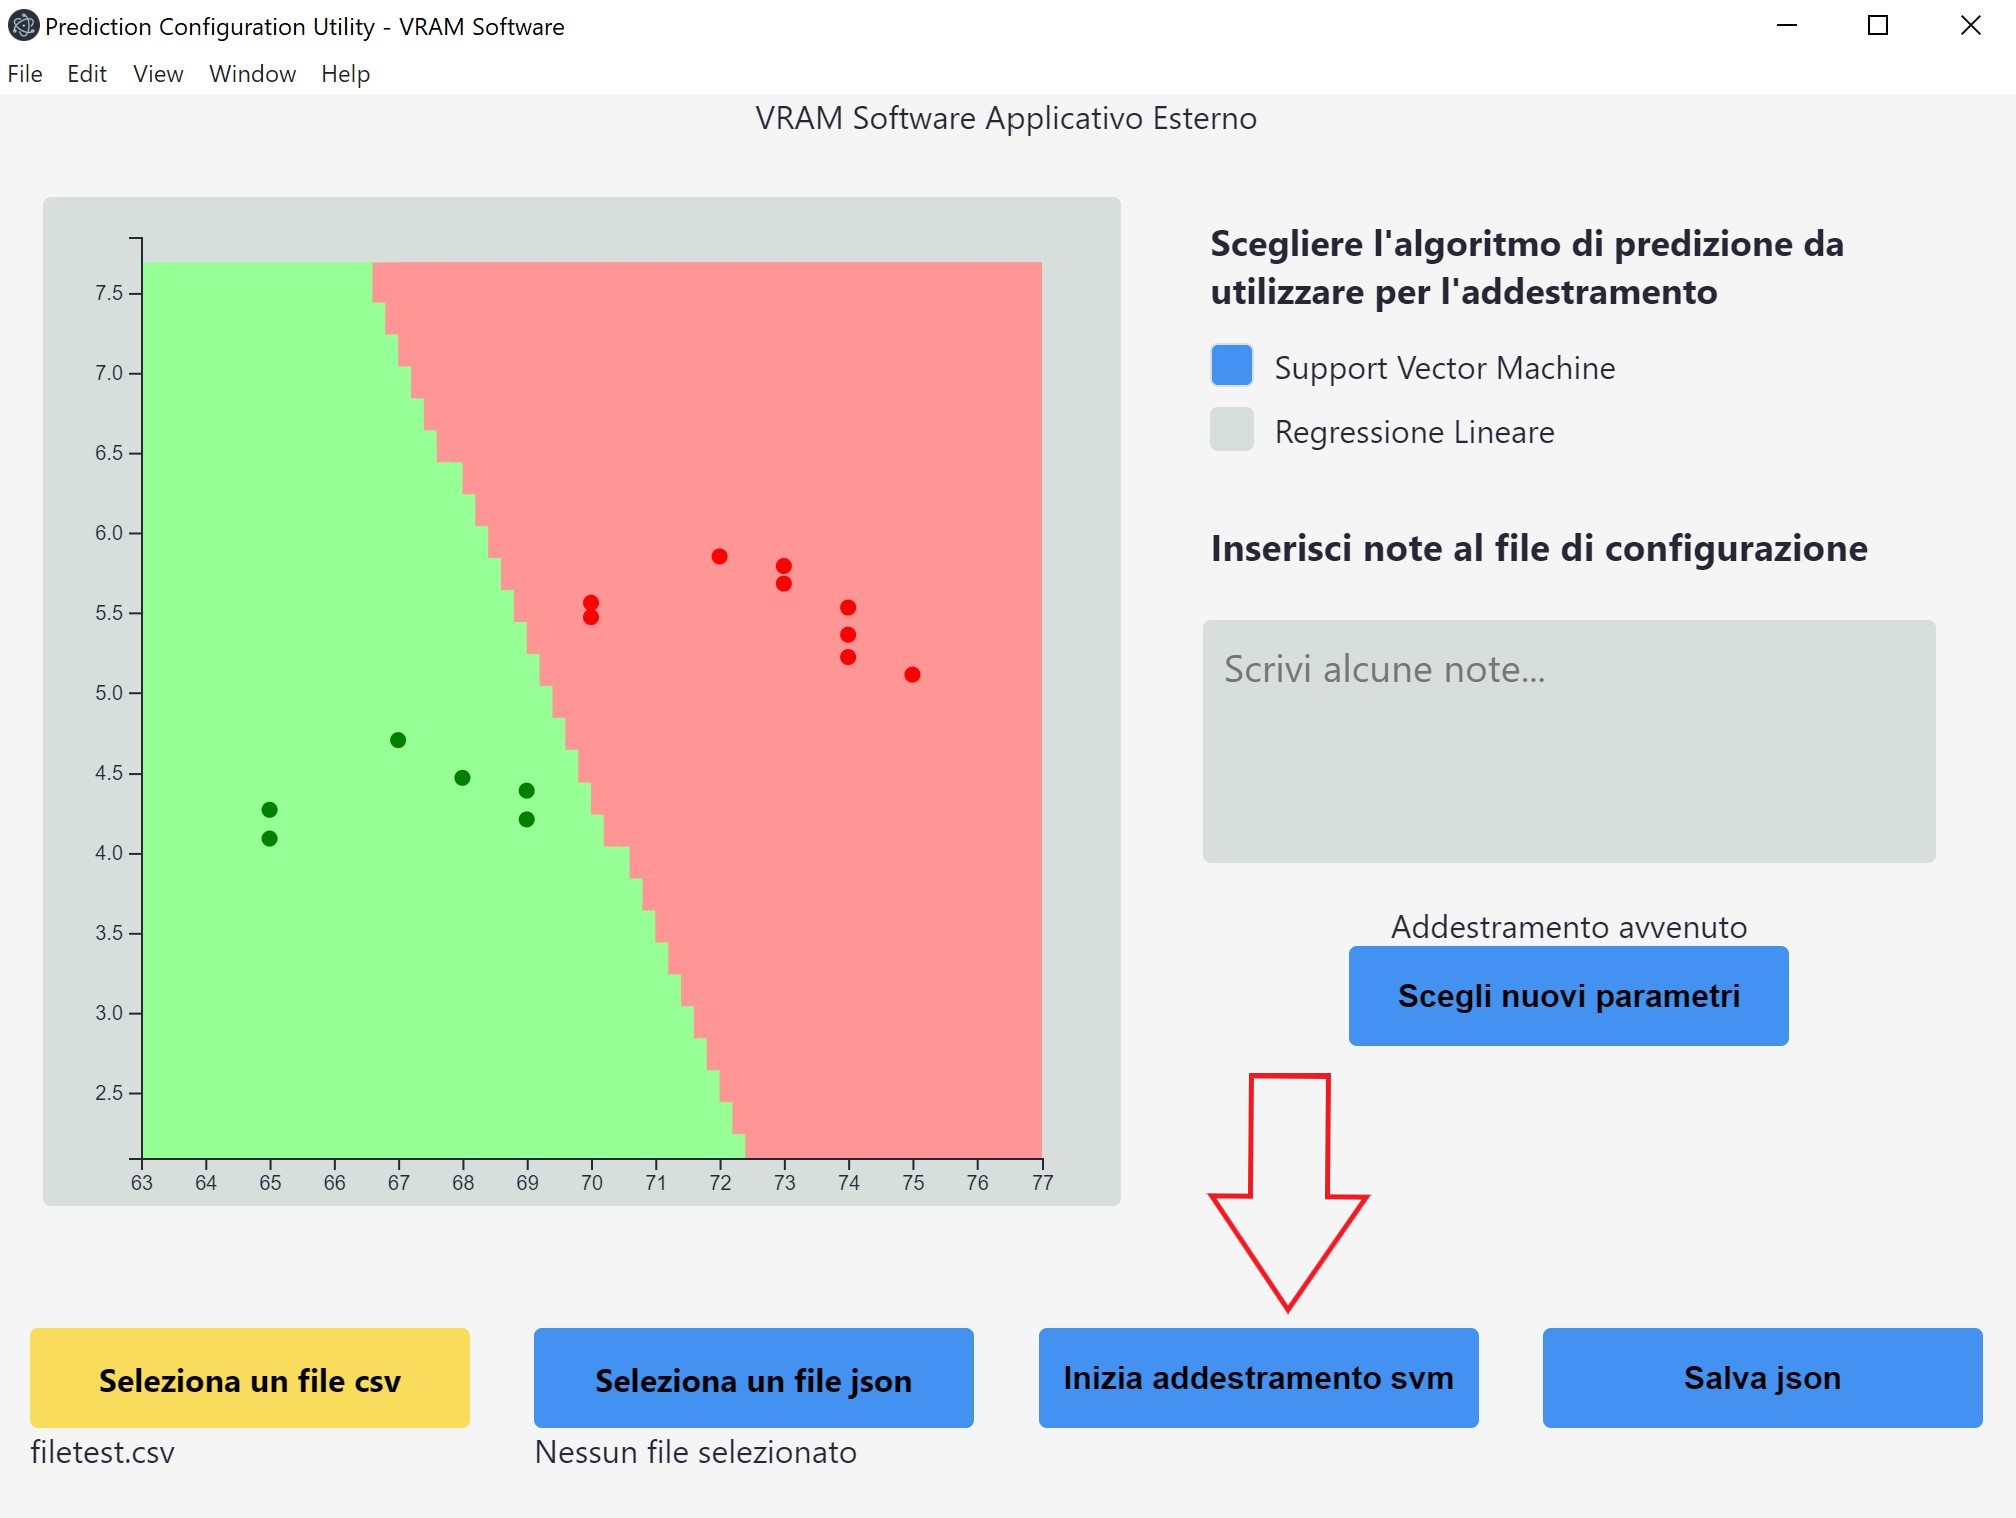 Prediction Configuration Utility - VRAM Software
File Edit View Window Help
VRAM Software Applicativo Esterno
7.5
7.0
6.5
6.0
5.5
5.0
4.5
4.0
3.5
3.0
2.5
63 64 65 66 67 68 69 70 71 72 73 74 75 76 77
Scegliere l'algoritmo di predizione da
utilizzare per l'addestramento
Support Vector Machine
Regressione Lineare
Inserisci note al file di configurazione
Scrivi alcune note...
Addestramento avvenuto
Scegli nuovi parametri
Seleziona un file csv
filetest.csv
Seleziona un file json
Nessun file selezionato
Inizia addestramento svm
Salva json